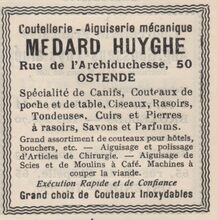 Coutellerie - Aiguiserie mécanique
MEDARD HUYGHE
Rue de l'Archiduchesse, 50
OSTENDE
Spécialité de Canifs, Couteaux de
poche et de table, Ciseaux, Rasoirs,
Tondeuses, Cuirs et Pierres
à rasoirs, Savons et Parfums.
Grand assortiment de couteaux pour hôtels,
bouchers, etc. — Aiguisage et polissage
d'Articles de Chirurgie. — Aiguisage de
Scies et de Moulins à Café. Machines à
couper la viande.
Exécution Rapide et de Confiance
Grand choix de Couteaux Inoxydables